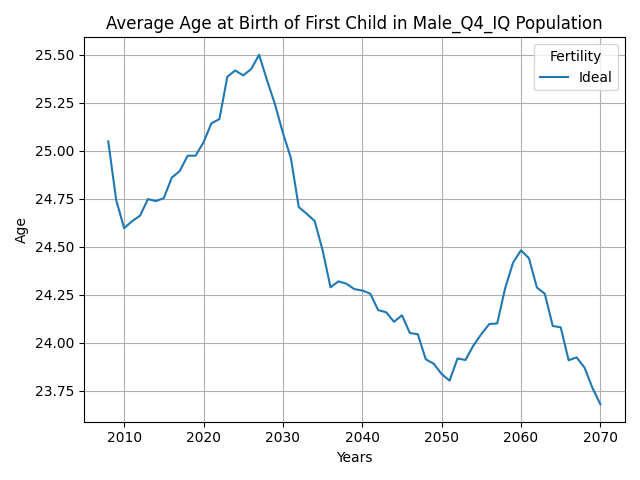 Average Age at Birth of First Child in Male_Q4_IQ Population
Fertility
Ideal
Age
25.50
25.25
25.00
24.75
24.50
24.25
24.00
23.75
2010 2020 2030 2040 2050 2060 2070
Years